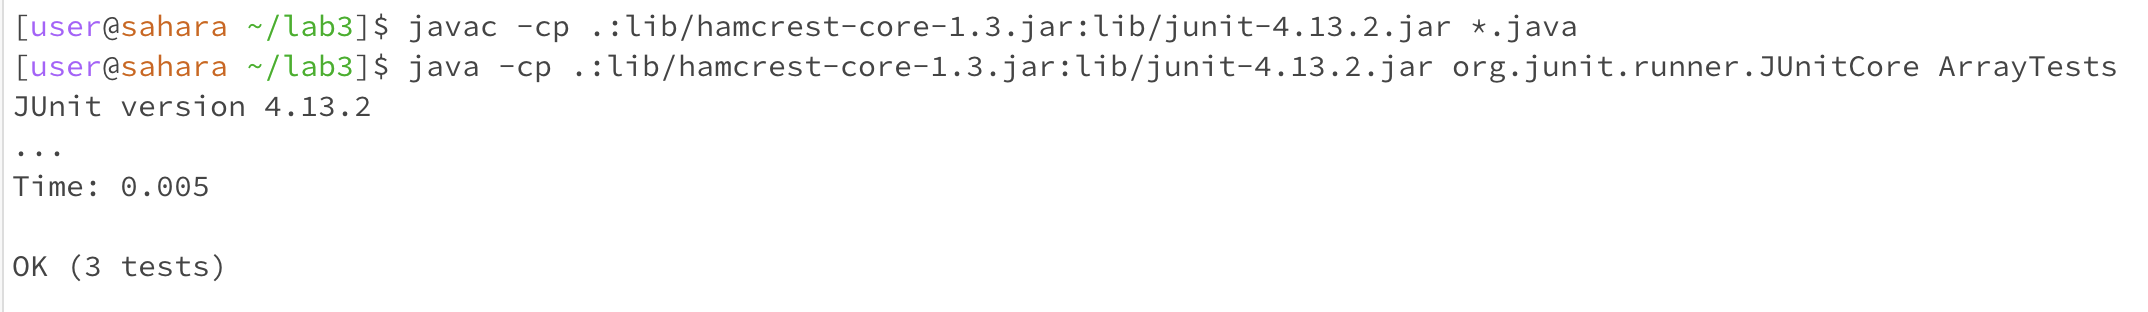 [user@sahara ~/lab3]$ javac -cp .:lib/hamcrest-core-1.3.jar:lib/junit-4.13.2.jar *.java
[user@sahara ~/lab3]$ java -cp .:lib/hamcrest-core-1.3.jar:lib/junit-4.13.2.jar org.junit.runner.JUnitCore ArrayTests
JUnit version 4.13.2
...
Time: 0.005
OK (3 tests)